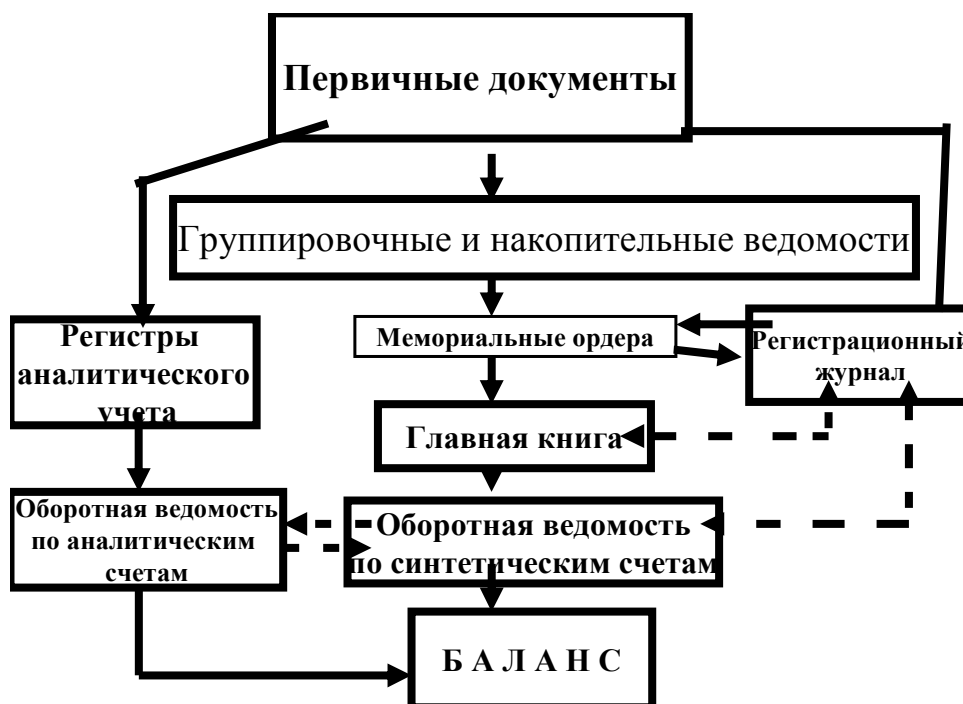 Первичные документы
Группировочные и накопительные ведомости
Регистры
аналитического
учета
Мемориальные ордера
Регистрационный
журнал
Главная книга
Оборотная ведомость
по аналитическим
счетам
Оборотная ведомость
по синтетическим счетам
Б А Л А Н С